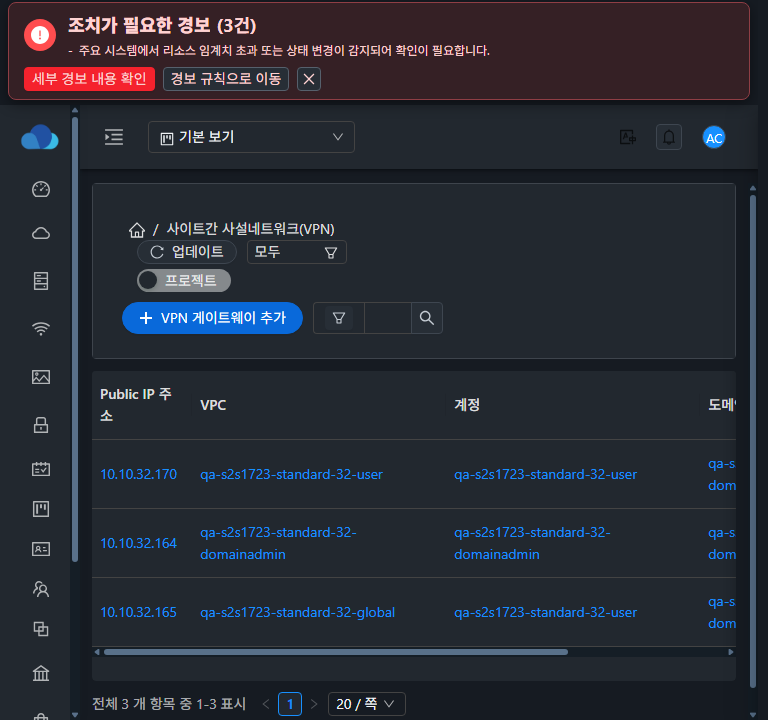 조치가 필요한 경보 (3건)
- 주요 시스템에서 리소스 임계치 초과 또는 상태 변경이 감지되어 확인이 필요합니다.
세부 경보 내용 확인 경보 규칙으로 이동
기본 보기
AC
/ 사이트간 사설네트워크(VPN)
업데이트 모두
프로젝트
VPN 게이트웨이 추가
Public IP 주
소
VPC
계정
도메
10.10.32.170
qa-s2s1723-standard-32-user
qa-s2s1723-standard-32-user
qa-s
dom
10.10.32.164
qa-s2s1723-standard-32-
domainadmin
qa-s2s1723-standard-32-
domainadmin
qa-s
dom
10.10.32.165
qa-s2s1723-standard-32-global
qa-s2s1723-standard-32-user
qa-s
dom
전체 3 개 항목 중 1-3 표시 < 1 > 20 / 쪽